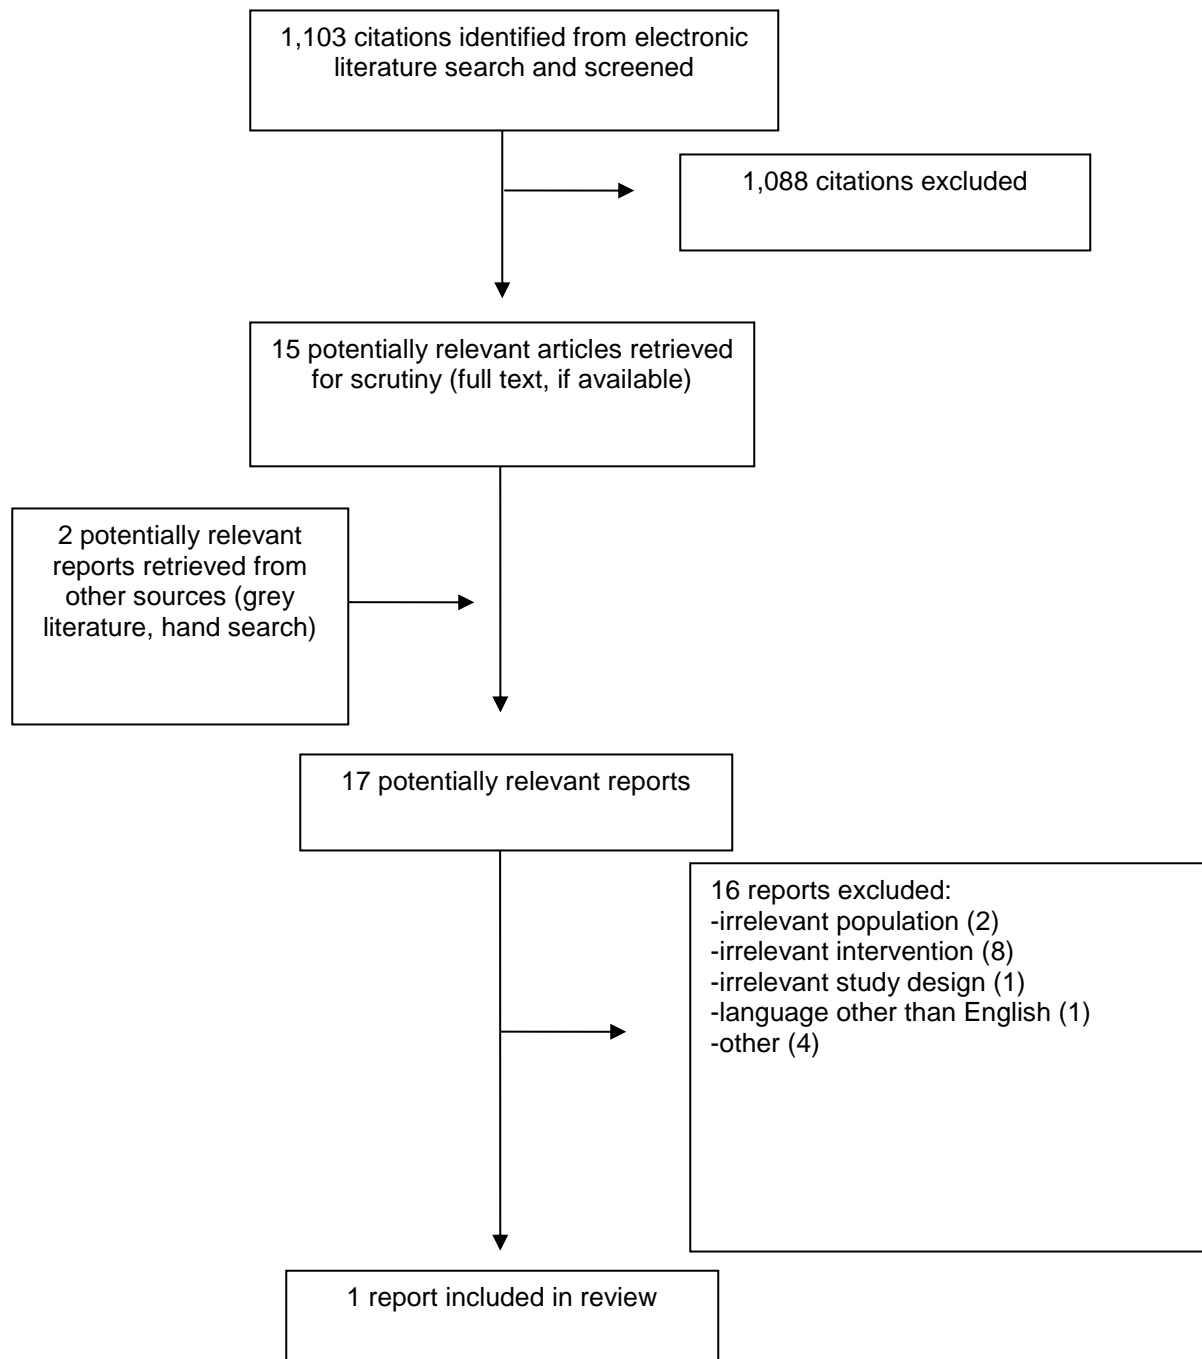 1,103 citations identified from electronic
literature search and screened
1,088 citations excluded
15 potentially relevant articles retrieved
for scrutiny (full text, if available)
2 potentially relevant
reports retrieved from
other sources (grey
literature, hand search)
17 potentially relevant reports
16 reports excluded:
-irrelevant population (2)
-irrelevant intervention (8)
-irrelevant study design (1)
-language other than English (1)
-other (4)
1 report included in review